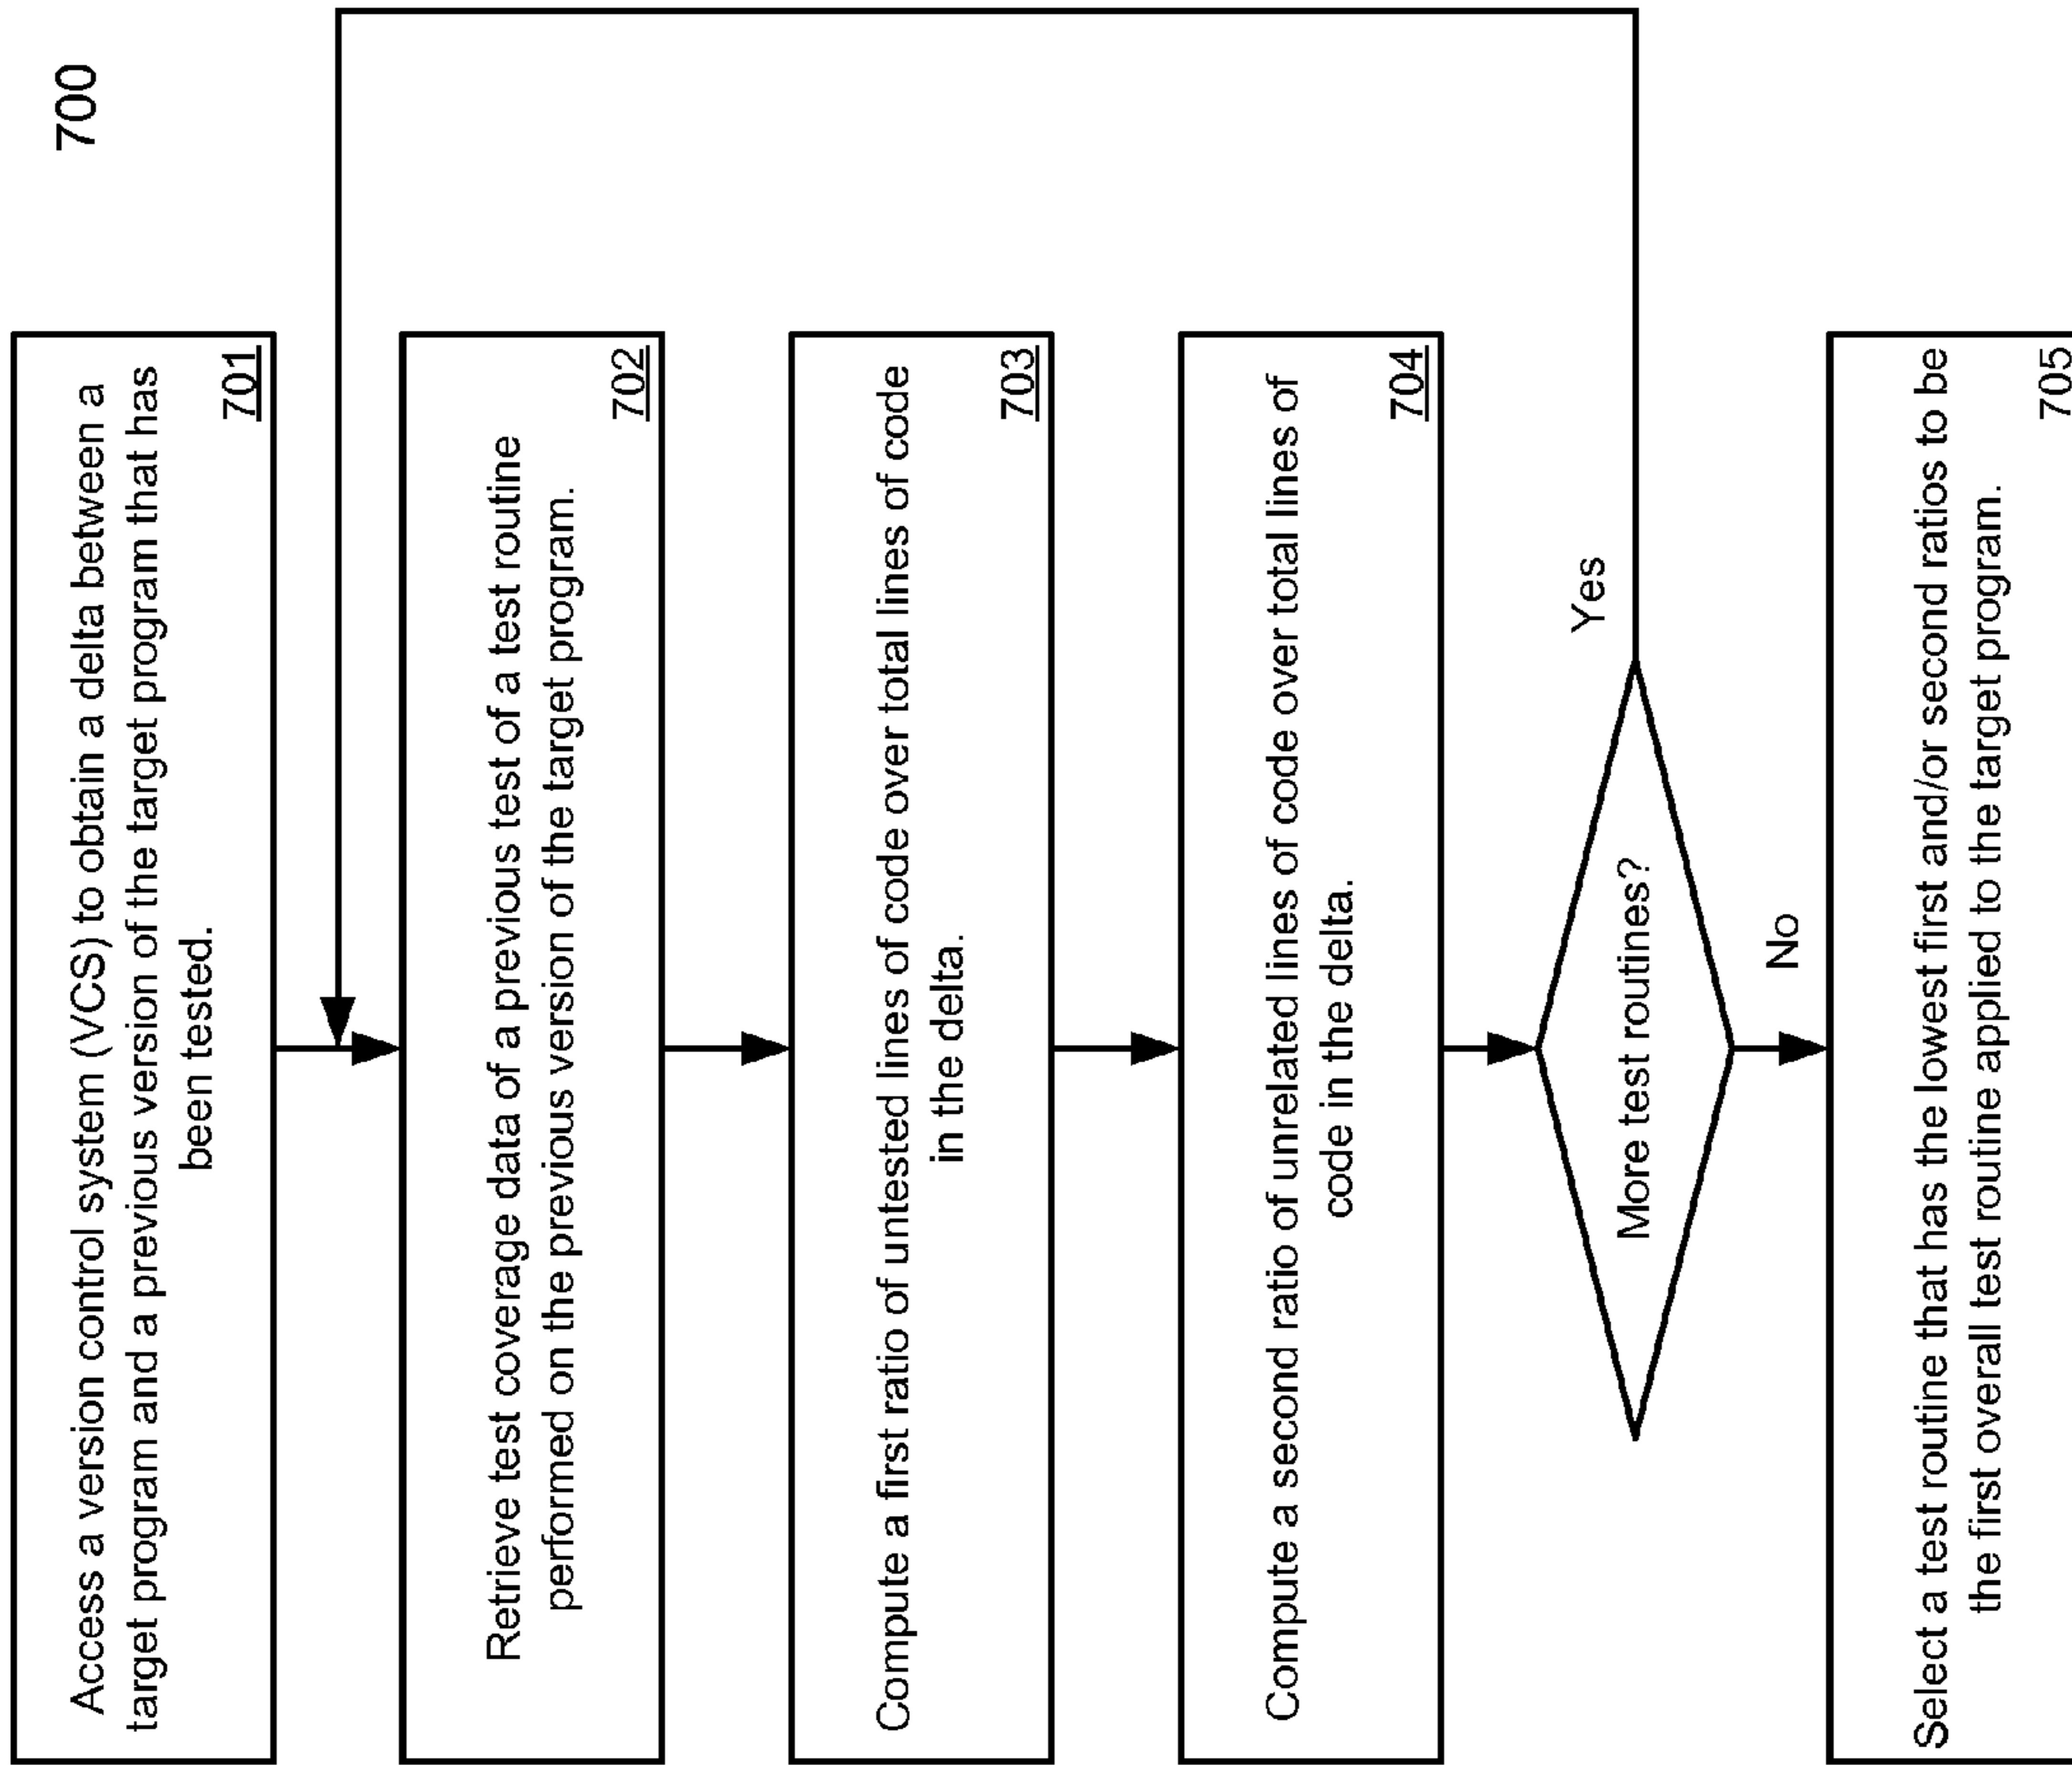 700
Access a version control system (VCS) to obtain a delta between a
target program and a previous version of the target program that has
been tested.
701
Retrieve test coverage data of a previous test of a test routine
performed on the previous version of the target program.
702
Compute a first ratio of untested lines of code over total lines of code
in the delta.
703
Compute a second ratio of unrelated lines of code over total lines of
code in the delta.
704
More test routines?
Yes
No
Select a test routine that has the lowest first and/or second ratios to be
the first overall test routine applied to the target program.
705